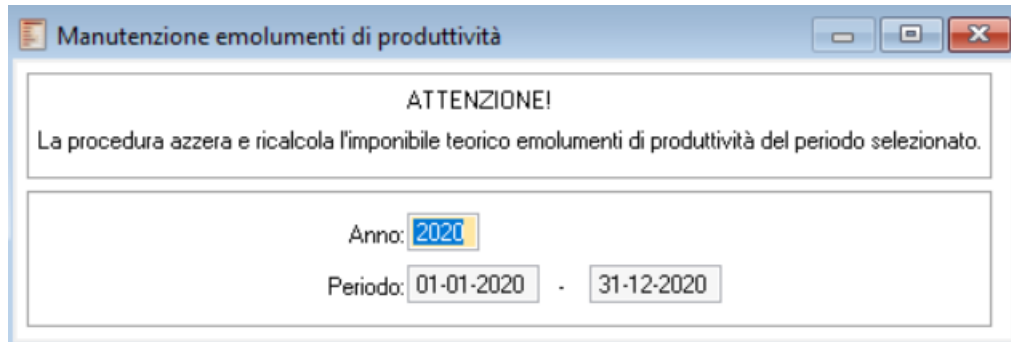 Manutenzione emolumenti di produttività
ATTENZIONE!
La procedura azzera e ricalcola l'imponibile teorico emolumenti di produttività del periodo selezionato.
Anno: 2020
Periodo: 01-01-2020 - 31-12-2020